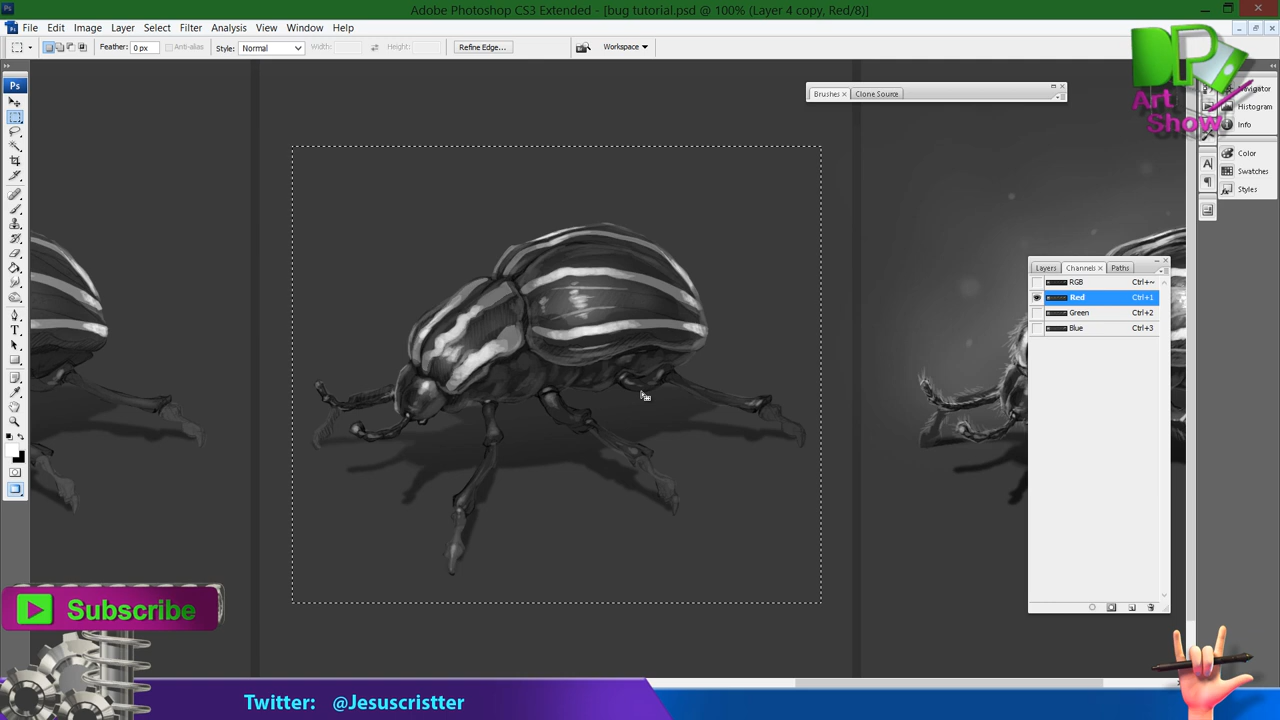 Adobe Photoshop CS3 Extended - [bug tutorial.psd @ 100% (Layer 4 copy, Red/8)]
Ps
File Edit Image Layer Select Filter Analysis View Window Help
Feather: 0 px Anti-alias Style: Normal Width: Height: Refine Edge... Workspace
DP
Art
Show
Brushes Clone Source
Navigator
Histogram
Info
Color
Swatches
Styles
Ps
T
A
Layers Channels Paths
RGB Ctrl+~
Red Ctrl+1
Green Ctrl+2
Blue Ctrl+3
Subscribe
Twitter: @Jesuscristter